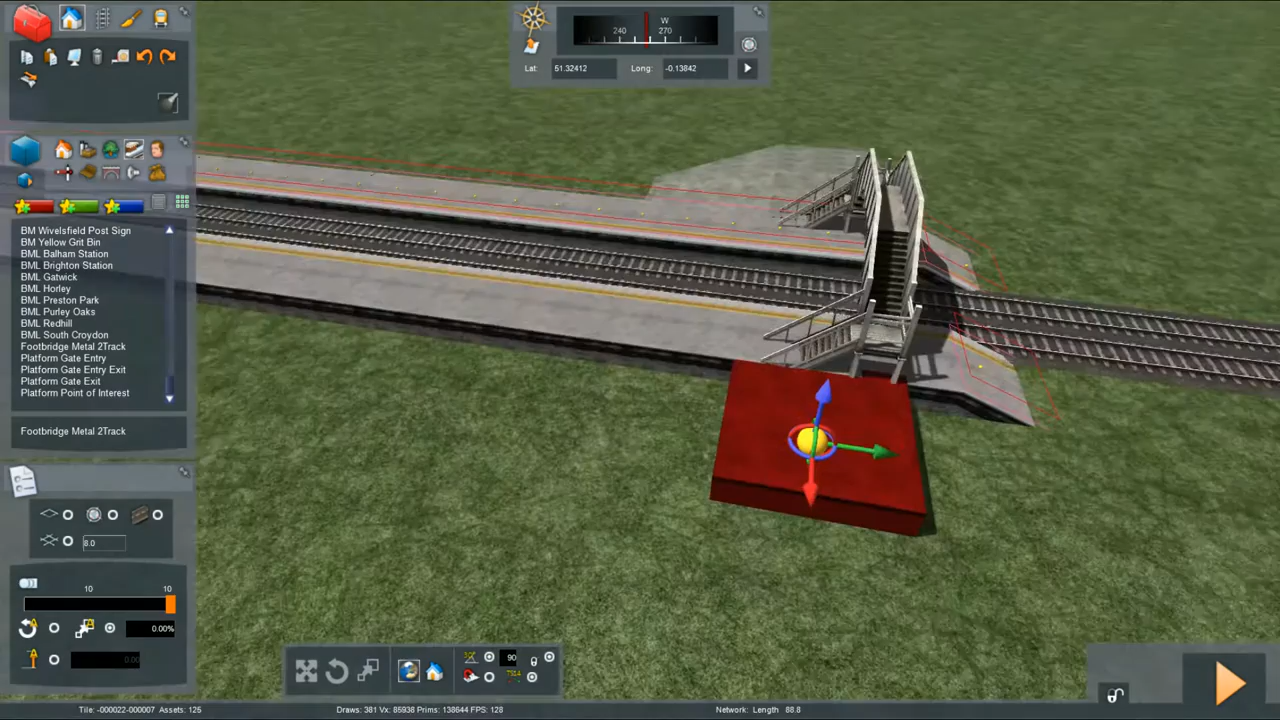 240
W
270
Lat:
51.32412
Long:
-0.13842
BM Wivelsfield Post Sign
BM Yellow Grit Bin
BML Balham Station
BML Brighton Station
BML Gatwick
BML Horley
BML Preston Park
BML Purley Oaks
BML Redhill
BML South Croydon
Footbridge Metal 2Track
Platform Gate Entry
Platform Gate Entry Exit
Platform Gate Exit
Platform Point of Interest
Footbridge Metal 2Track
8.0
10
10
0.00%
0.00
90
Tile: -000022-000007 Assets: 125
Draws: 381 Vx: 85938 Prims: 138644 FPS: 128
Network: Length 88.8